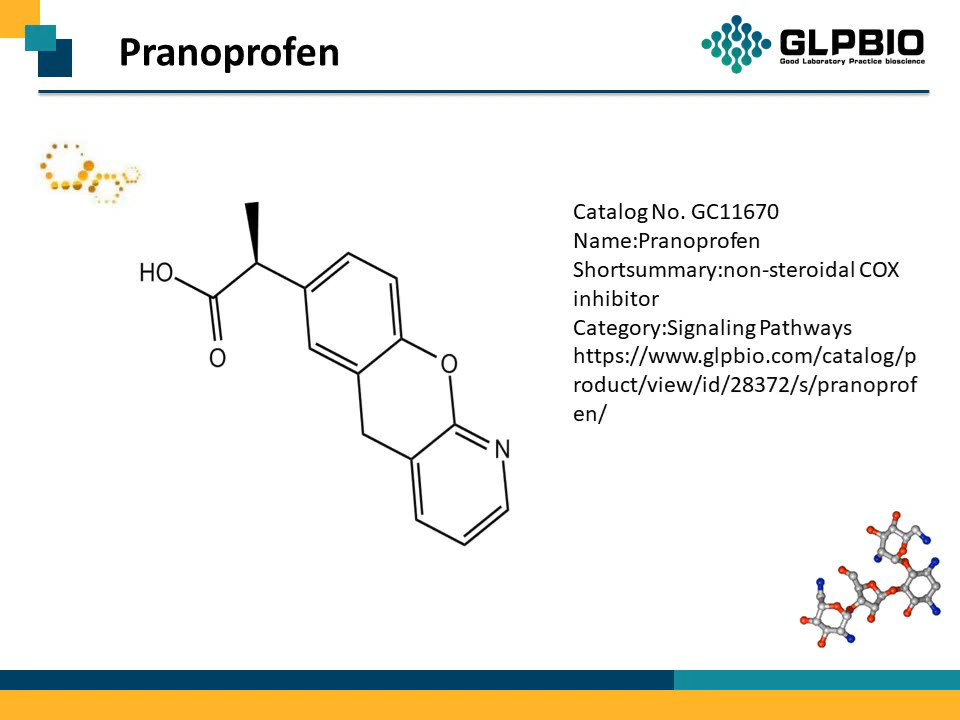 Pranoprofen
GLPBIO
Good Laboratory Practice bioscience
Catalog No. GC11670
Name:Pranoprofen
Shortsummary:non-steroidal COX
inhibitor
Category:Signaling Pathways
https://www.glpbio.com/catalog/p
roduct/view/id/28372/s/pranoprof
en/
HO
O
O
N